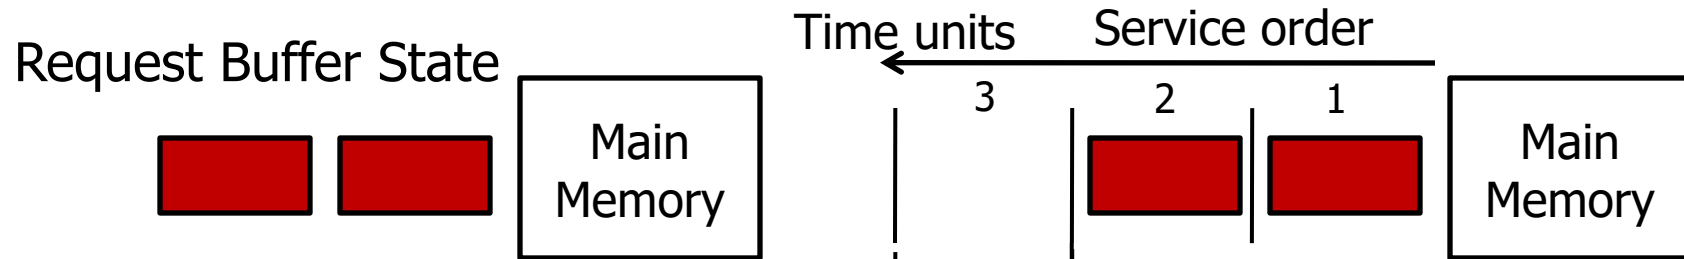 Request Buffer State
Main
Memory
Time units
Service order
3
2
1
Main
Memory